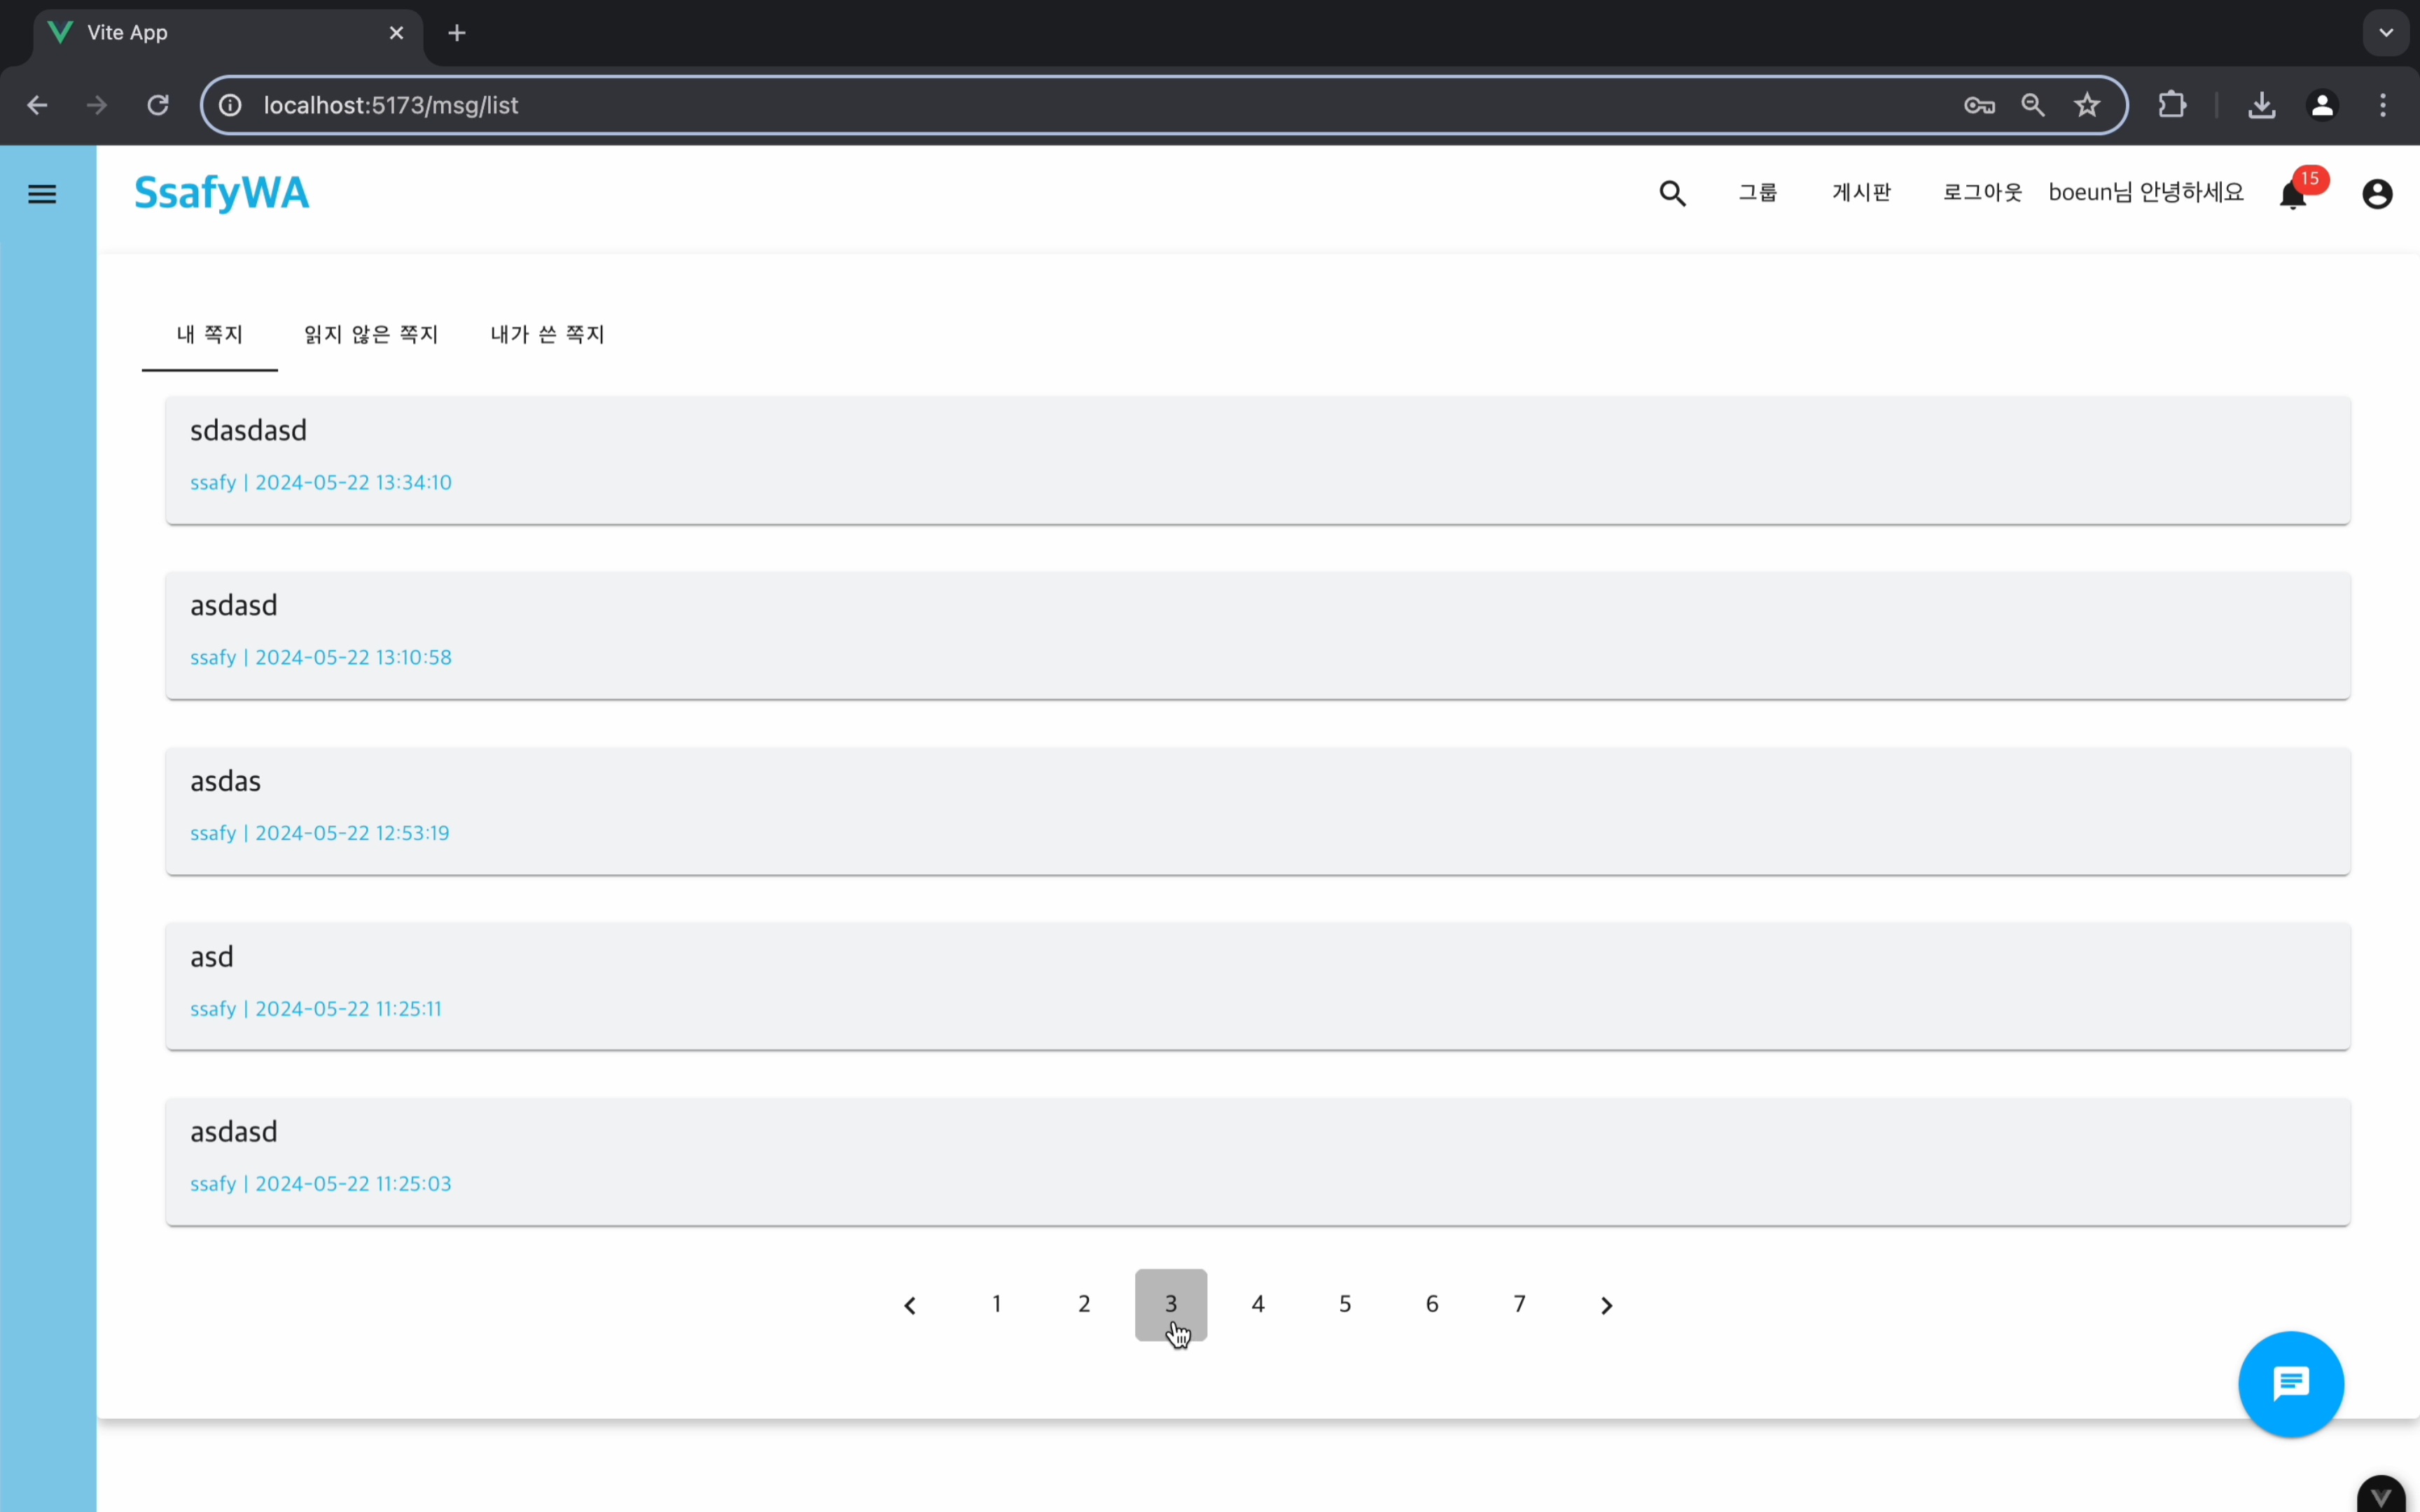 Vite App
localhost:5173/msg/list
SsafyWA
그룹 게시판 로그아웃 boeun님 안녕하세요 15
내 쪽지 읽지 않은 쪽지 내가 쓴 쪽지
sdasdasd
ssafy | 2024-05-22 13:34:10
asdasd
ssafy | 2024-05-22 13:10:58
asdas
ssafy | 2024-05-22 12:53:19
asd
ssafy | 2024-05-22 11:25:11
asdasd
ssafy | 2024-05-22 11:25:03
1 2 3 4 5 6 7